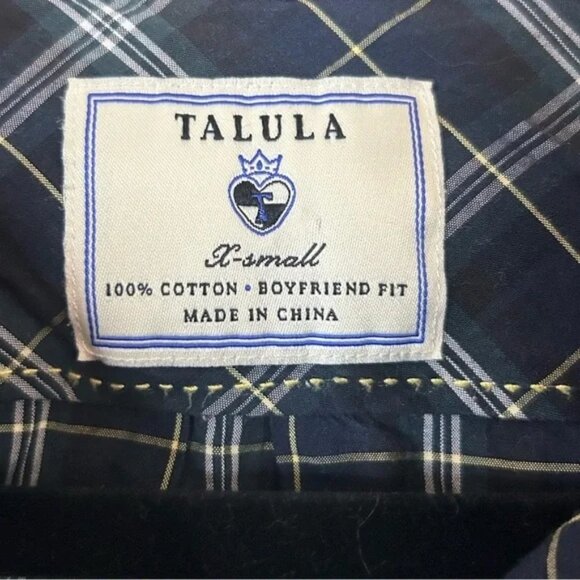 TALULA
T
X-small
100% COTTON • BOYFRIEND FIT
MADE IN CHINA